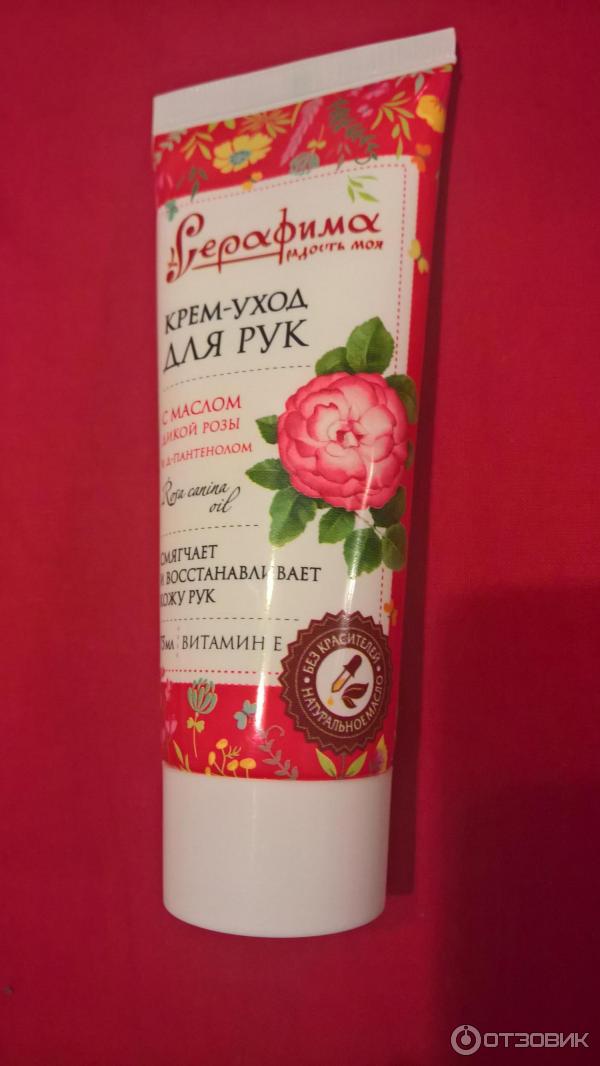 Серафима
радость моя
КРЕМ-УХОД
ДЛЯ РУК
С МАСЛОМ
ДИКОЙ РОЗЫ
И Д-ПАНТЕНОЛОМ
Rosa canina
oil
СМЯГЧАЕТ
И ВОССТАНАВЛИВАЕТ
КОЖУ РУК
75мл ВИТАМИН Е
БЕЗ КРАСИТЕЛЕЙ
НАТУРАЛЬНОЕ МАСЛО
ОТЗОВИК